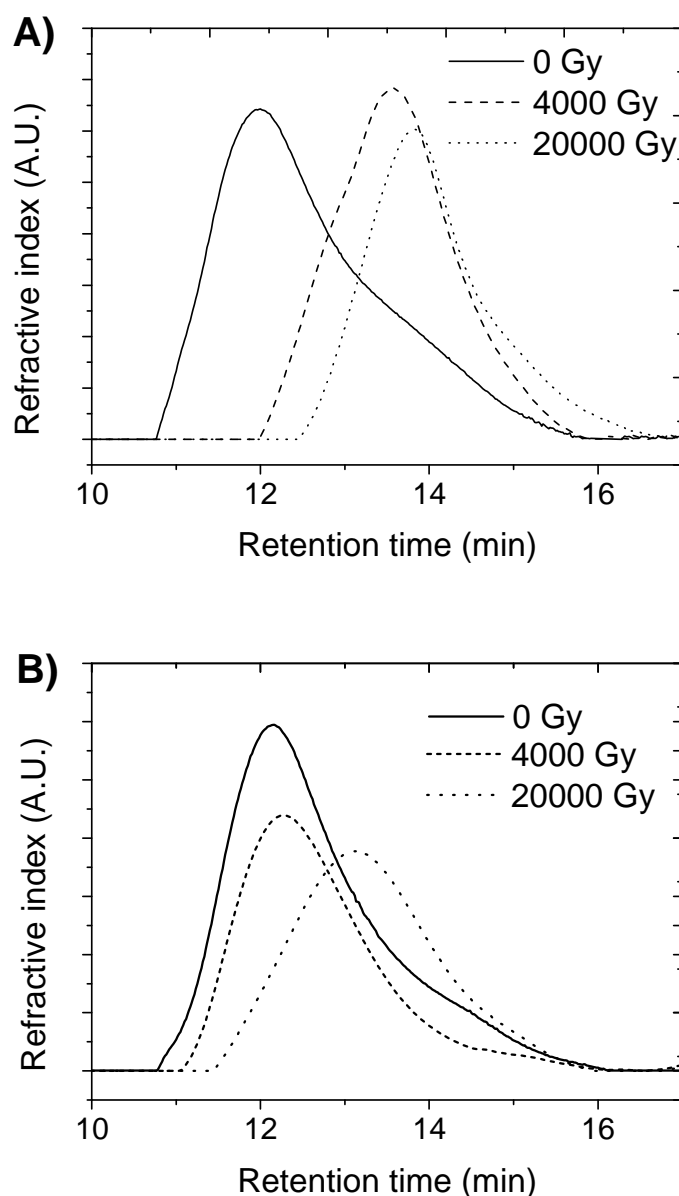 A)
0 Gy
4000 Gy
20000 Gy
Refractive index (A.U.)
10 12 14 16
Retention time (min)
B)
0 Gy
4000 Gy
20000 Gy
Refractive index (A.U.)
10 12 14 16
Retention time (min)